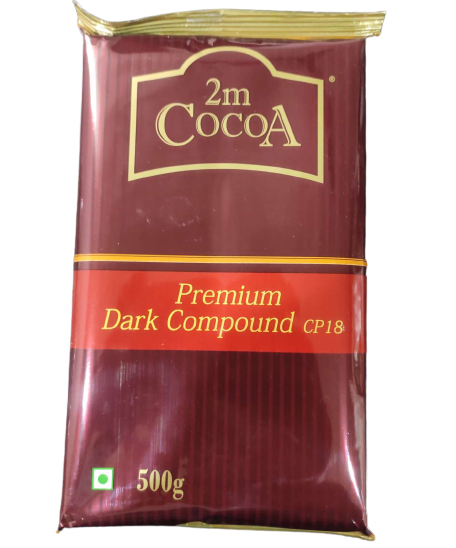 2m
COCOA
®
Premium
Dark Compound CP18
500g